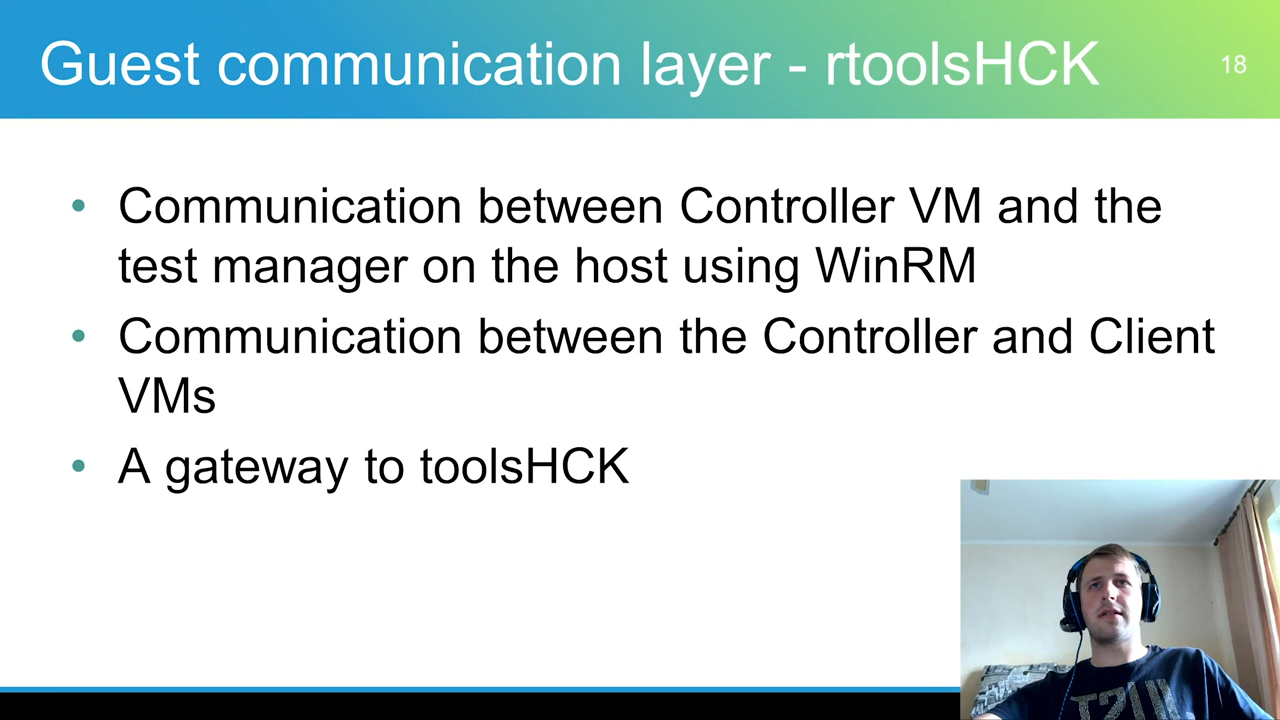 Guest communication layer - rtoolsHCK
18
• Communication between Controller VM and the
test manager on the host using WinRM
• Communication between the Controller and Client
VMs
• A gateway to toolsHCK